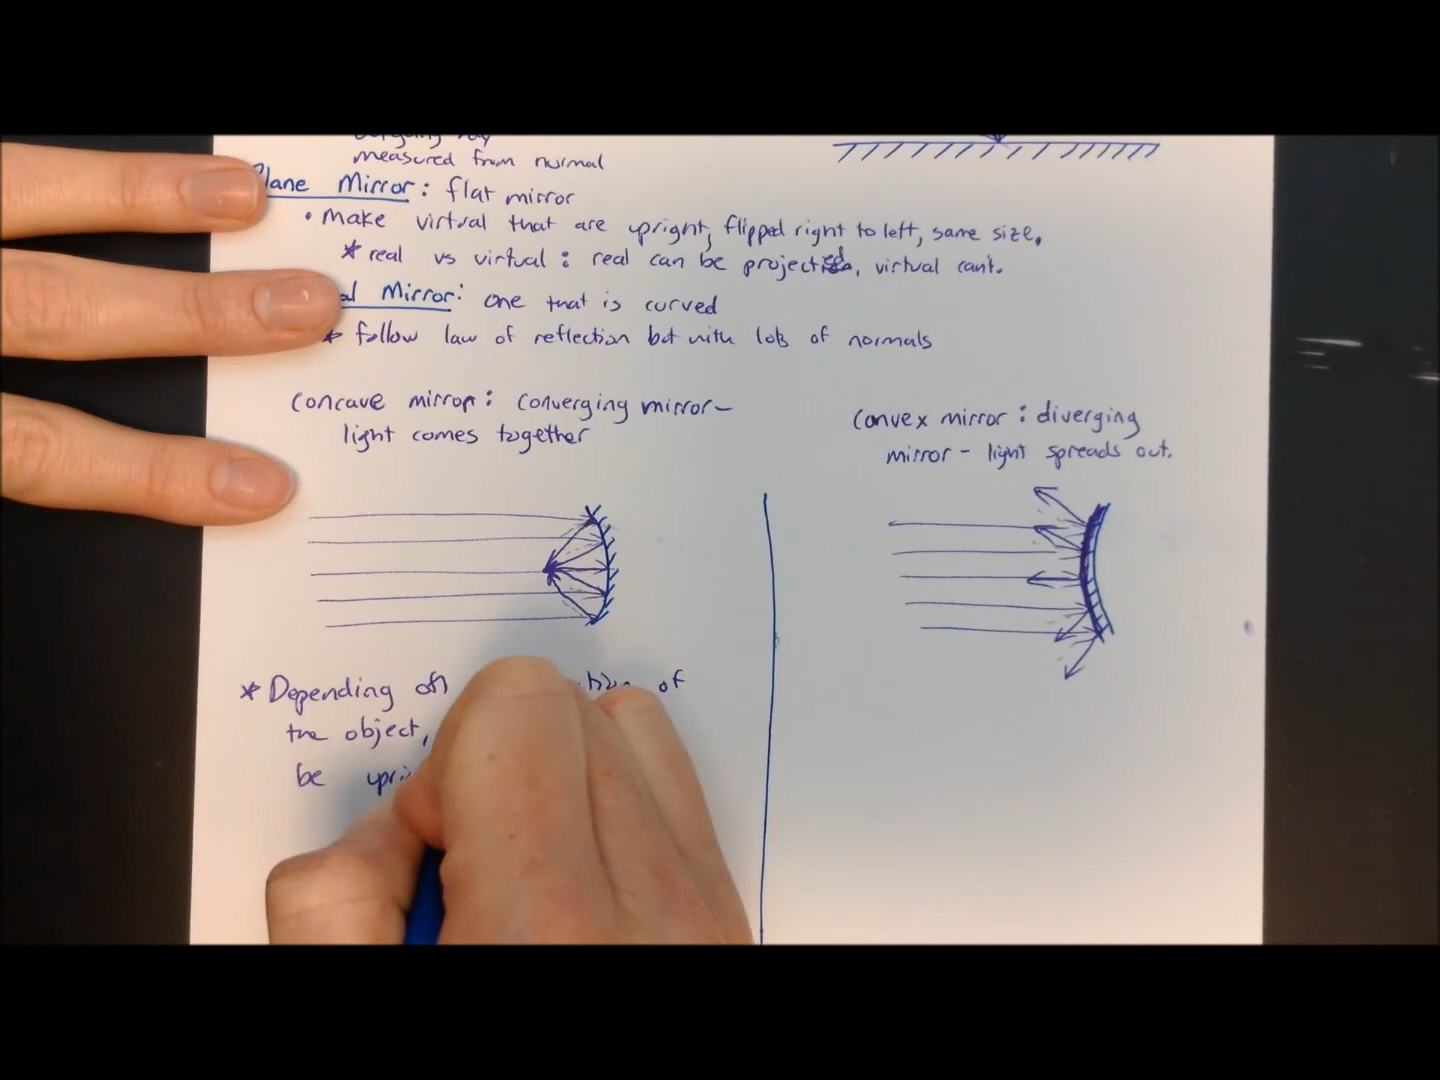 measured from normal
Plane Mirror: flat mirror
• Make virtual that are upright, flipped right to left, same size.
* real vs virtual: real can be projected, virtual can't.
al Mirror: one that is curved
* follow law of reflection but with lots of normals
Concave mirror: converging mirror-
light comes together
Convex mirror: diverging
mirror - light spreads out.
* Depending on of
the object,
be